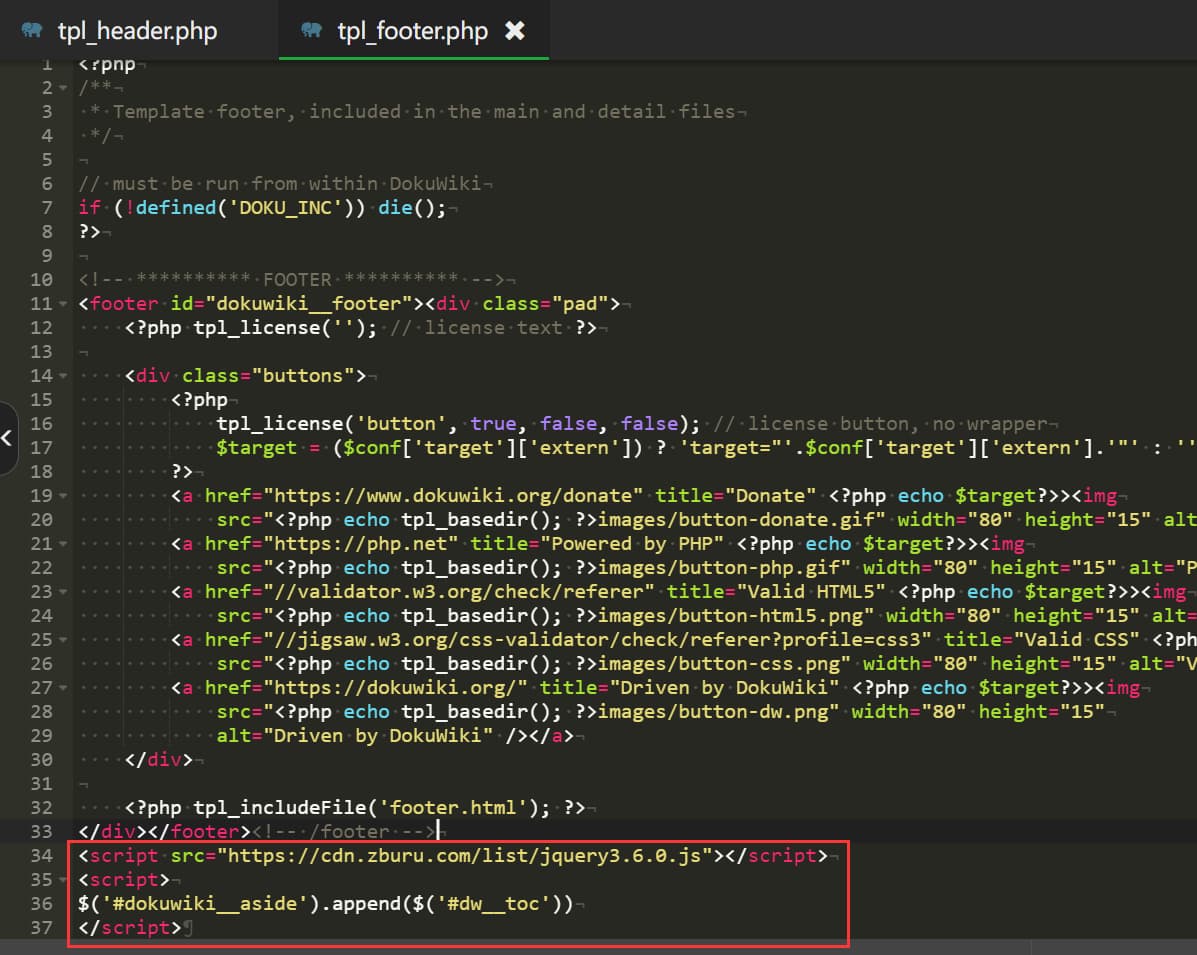 tpl_header.php
tpl_footer.php
1 <?php
2 /**
3 * Template footer, included in the main and detail files
4 */
5
6 // must be run from within DokuWiki
7 if (!defined('DOKU_INC')) die();
8 ?>
9
10 <!-- ********** FOOTER ********** -->
11 <footer id="dokuwiki__footer"><div class="pad">
12 <?php tpl_license(''); // license text ?>
13
14 <div class="buttons">
15 <?php
16 tpl_license('button', true, false, false); // license button, no wrapper
17 $target = ($conf['target']['extern']) ? 'target="'.$conf['target']['extern'].'"' : ''
18 ?>
19 <a href="https://www.dokuwiki.org/donate" title="Donate" <?php echo $target?>><img
20 src="<?php echo tpl_basedir(); ?>images/button-donate.gif" width="80" height="15" alt
21 <a href="https://php.net" title="Powered by PHP" <?php echo $target?>><img
22 src="<?php echo tpl_basedir(); ?>images/button-php.gif" width="80" height="15" alt="P
23 <a href="//validator.w3.org/check/referer" title="Valid HTML5" <?php echo $target?>><img
24 src="<?php echo tpl_basedir(); ?>images/button-html5.png" width="80" height="15" alt=
25 <a href="//jigsaw.w3.org/css-validator/check/referer?profile=css3" title="Valid CSS" <?ph
26 src="<?php echo tpl_basedir(); ?>images/button-css.png" width="80" height="15" alt="V
27 <a href="https://dokuwiki.org/" title="Driven by DokuWiki" <?php echo $target?>><img
28 src="<?php echo tpl_basedir(); ?>images/button-dw.png" width="80" height="15"
29 alt="Driven by DokuWiki" /></a>
30 </div>
31
32 <?php tpl_includeFile('footer.html'); ?>
33 </div></footer><!-- /footer -->
34 <script src="https://cdn.zburu.com/list/jquery3.6.0.js"></script>
35 <script>
36 $('#dokuwiki__aside').append($('#dw__toc'))
37 </script>